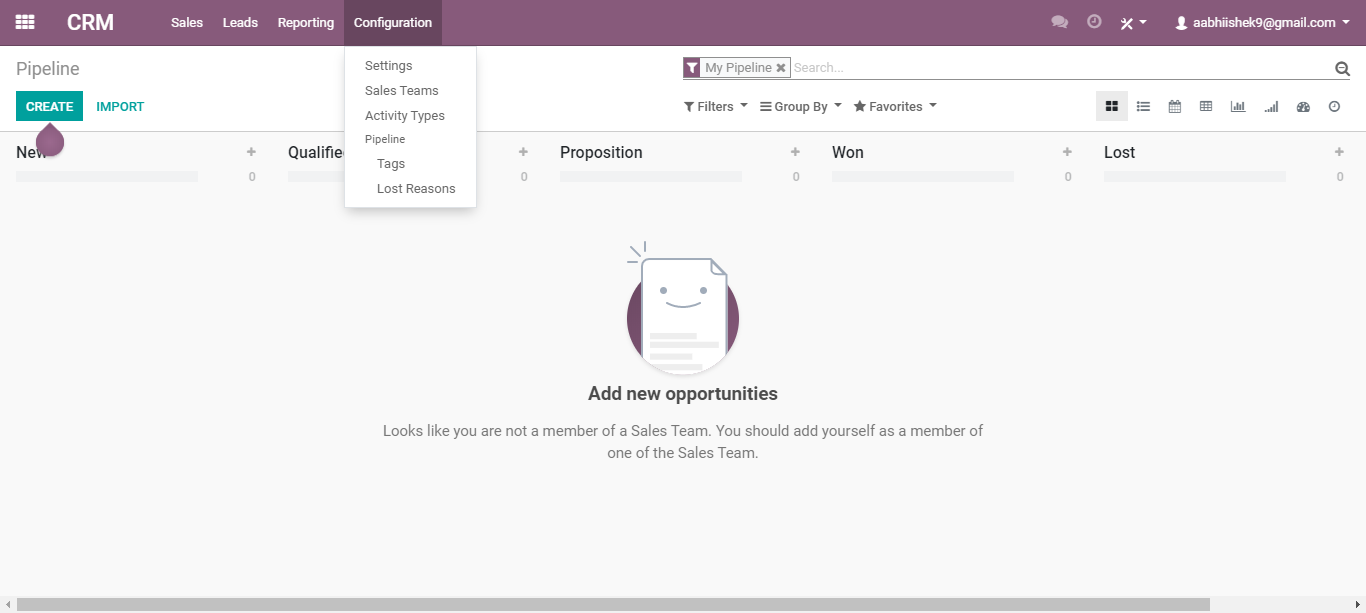 CRM Sales Leads Reporting Configuration aabhiishek9@gmail.com
Pipeline
My Pipeline Search...
CREATE IMPORT
Filters Group By Favorites
Settings
Sales Teams
Activity Types
Pipeline
Tags
Lost Reasons
New Qualified Proposition Won Lost
0 0 0 0 0
Add new opportunities
Looks like you are not a member of a Sales Team. You should add yourself as a member of
one of the Sales Team.